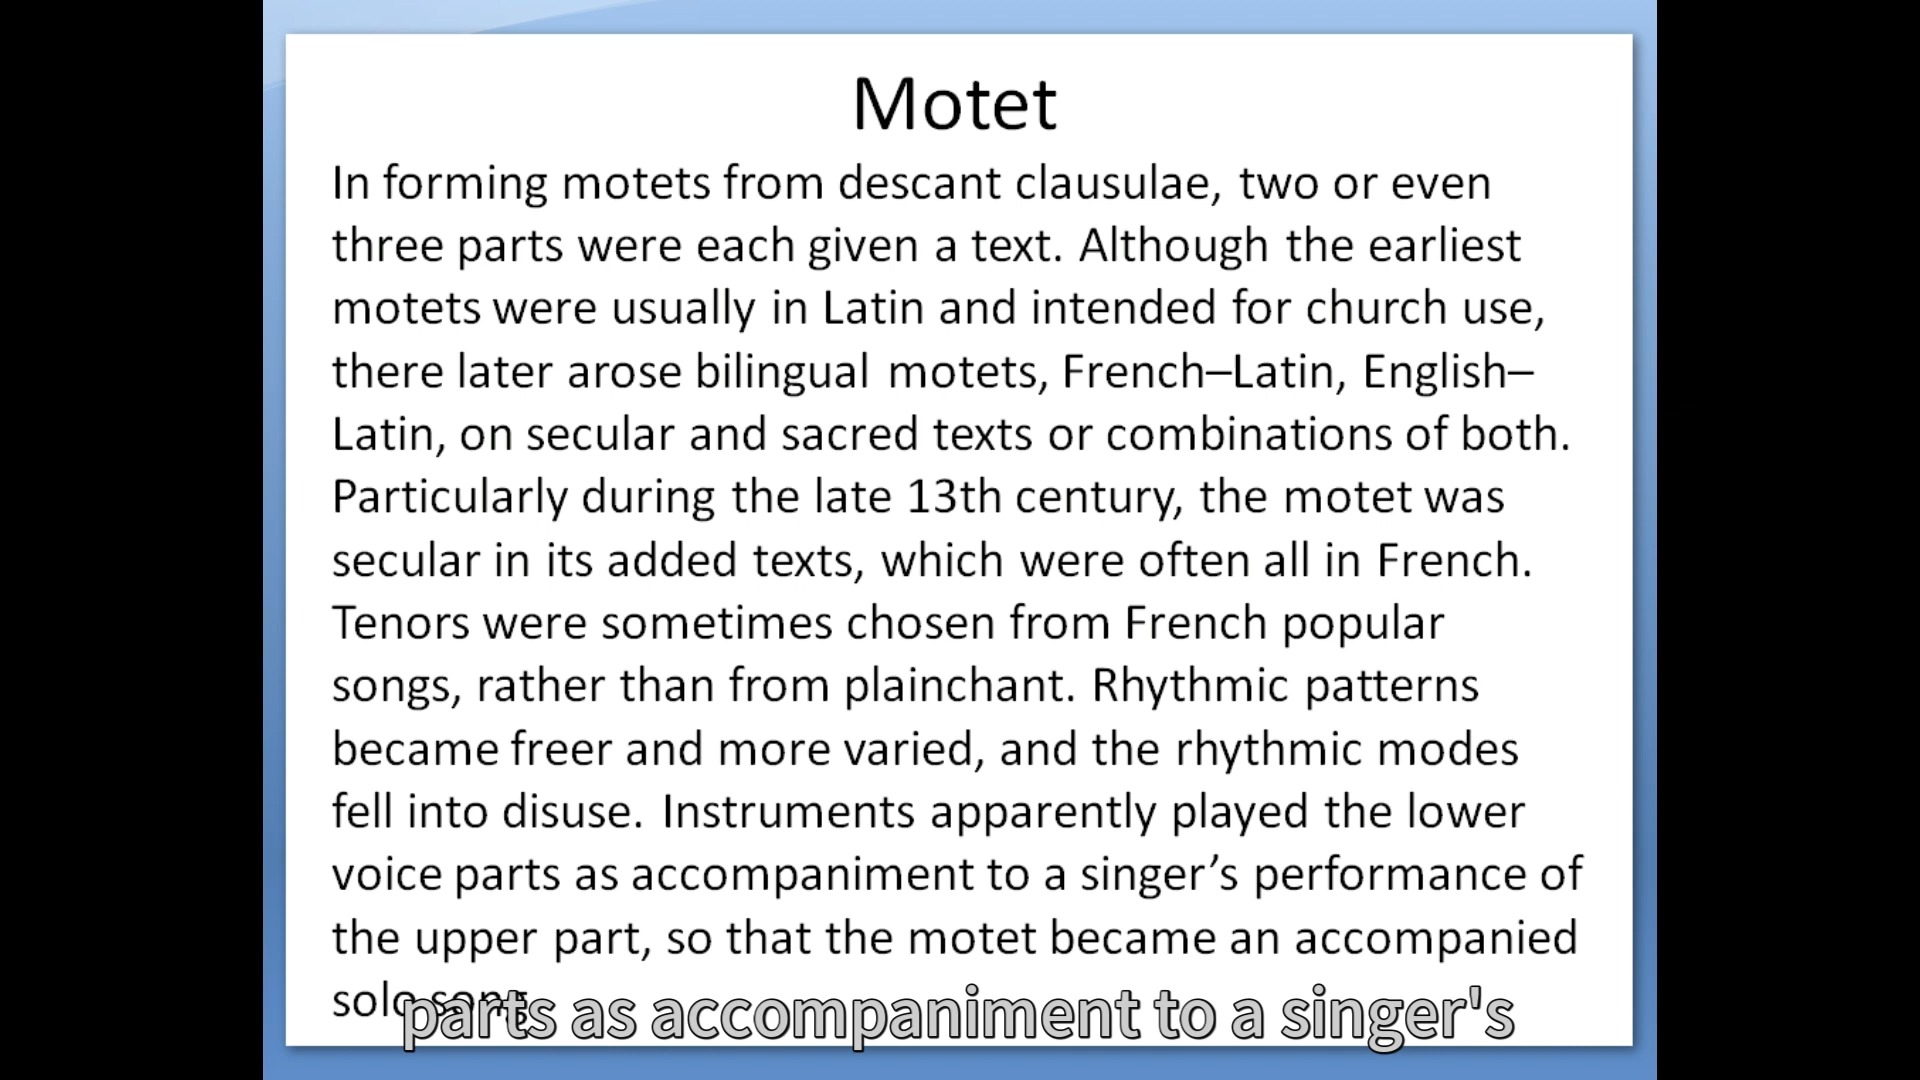 Motet
In forming motets from descant clausulae, two or even
three parts were each given a text. Although the earliest
motets were usually in Latin and intended for church use,
there later arose bilingual motets, French–Latin, English–
Latin, on secular and sacred texts or combinations of both.
Particularly during the late 13th century, the motet was
secular in its added texts, which were often all in French.
Tenors were sometimes chosen from French popular
songs, rather than from plainchant. Rhythmic patterns
became freer and more varied, and the rhythmic modes
fell into disuse. Instruments apparently played the lower
voice parts as accompaniment to a singer’s performance of
the upper part, so that the motet became an accompanied
solo song
parts as accompaniment to a singer's